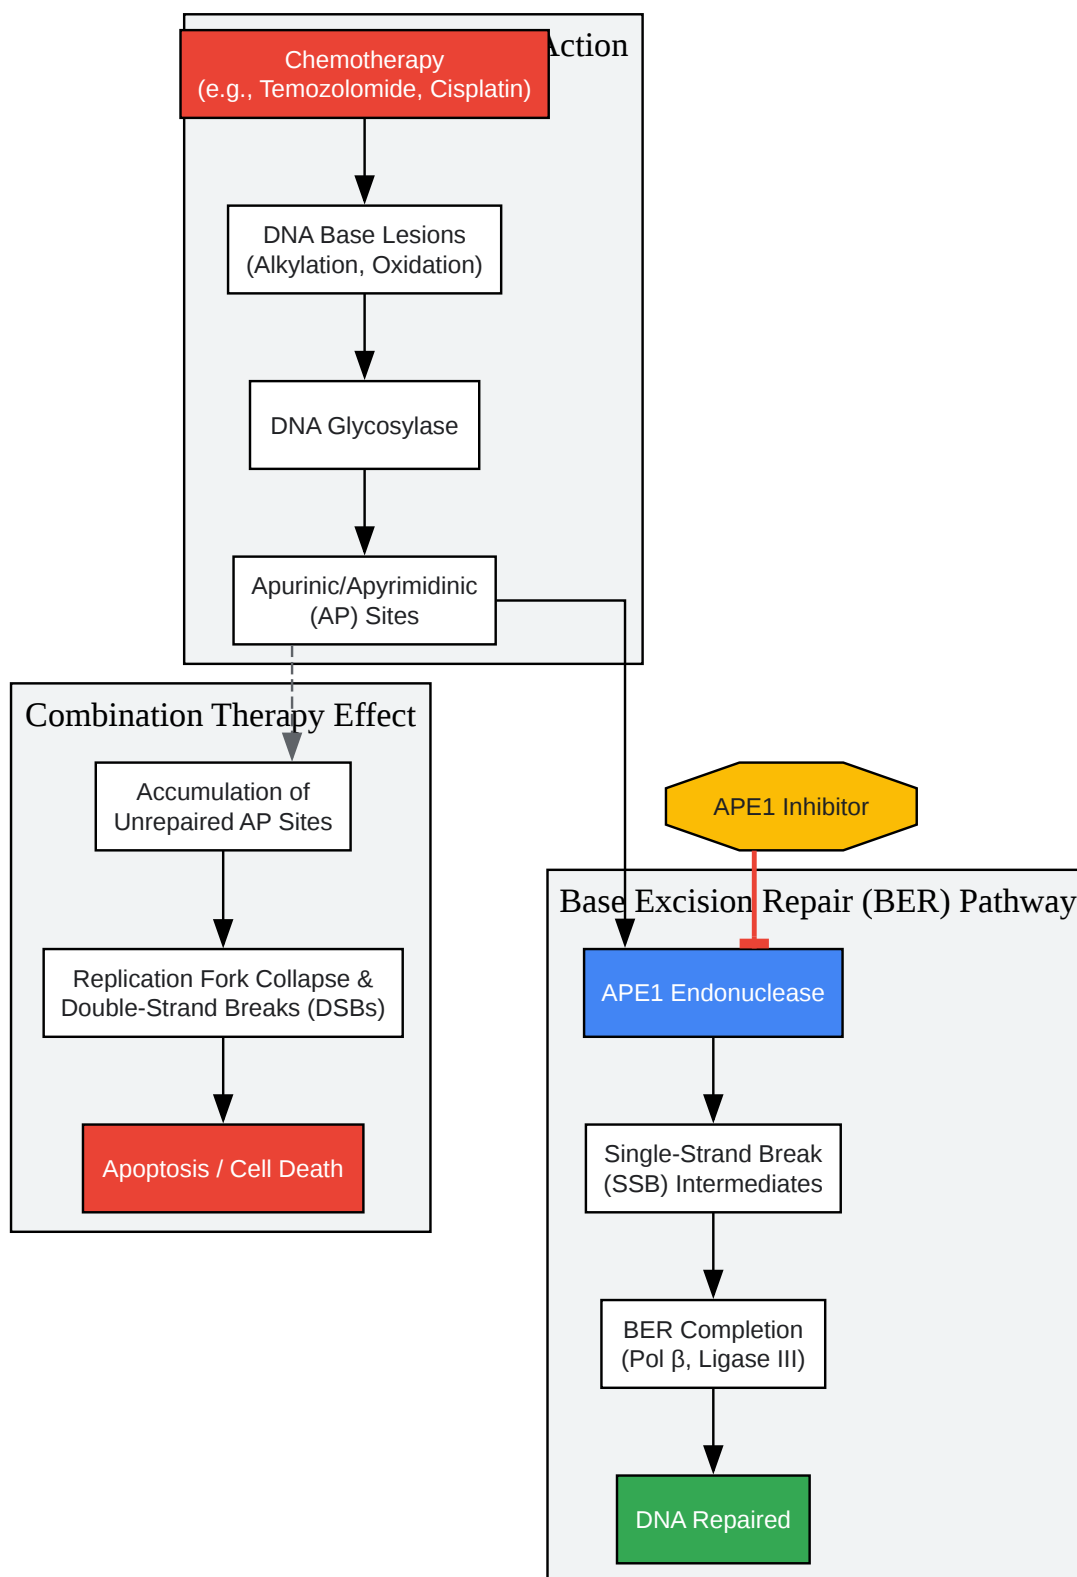 Action
Chemotherapy
(e.g., Temozolomide, Cisplatin)
DNA Base Lesions
(Alkylation, Oxidation)
DNA Glycosylase
Apurinic/Apyrimidinic
(AP) Sites
Combination Therapy Effect
Accumulation of
Unrepaired AP Sites
Replication Fork Collapse &
Double-Strand Breaks (DSBs)
Apoptosis / Cell Death
APE1 Inhibitor
Base Excision Repair (BER) Pathway
APE1 Endonuclease
Single-Strand Break
(SSB) Intermediates
BER Completion
(Pol β, Ligase III)
DNA Repaired